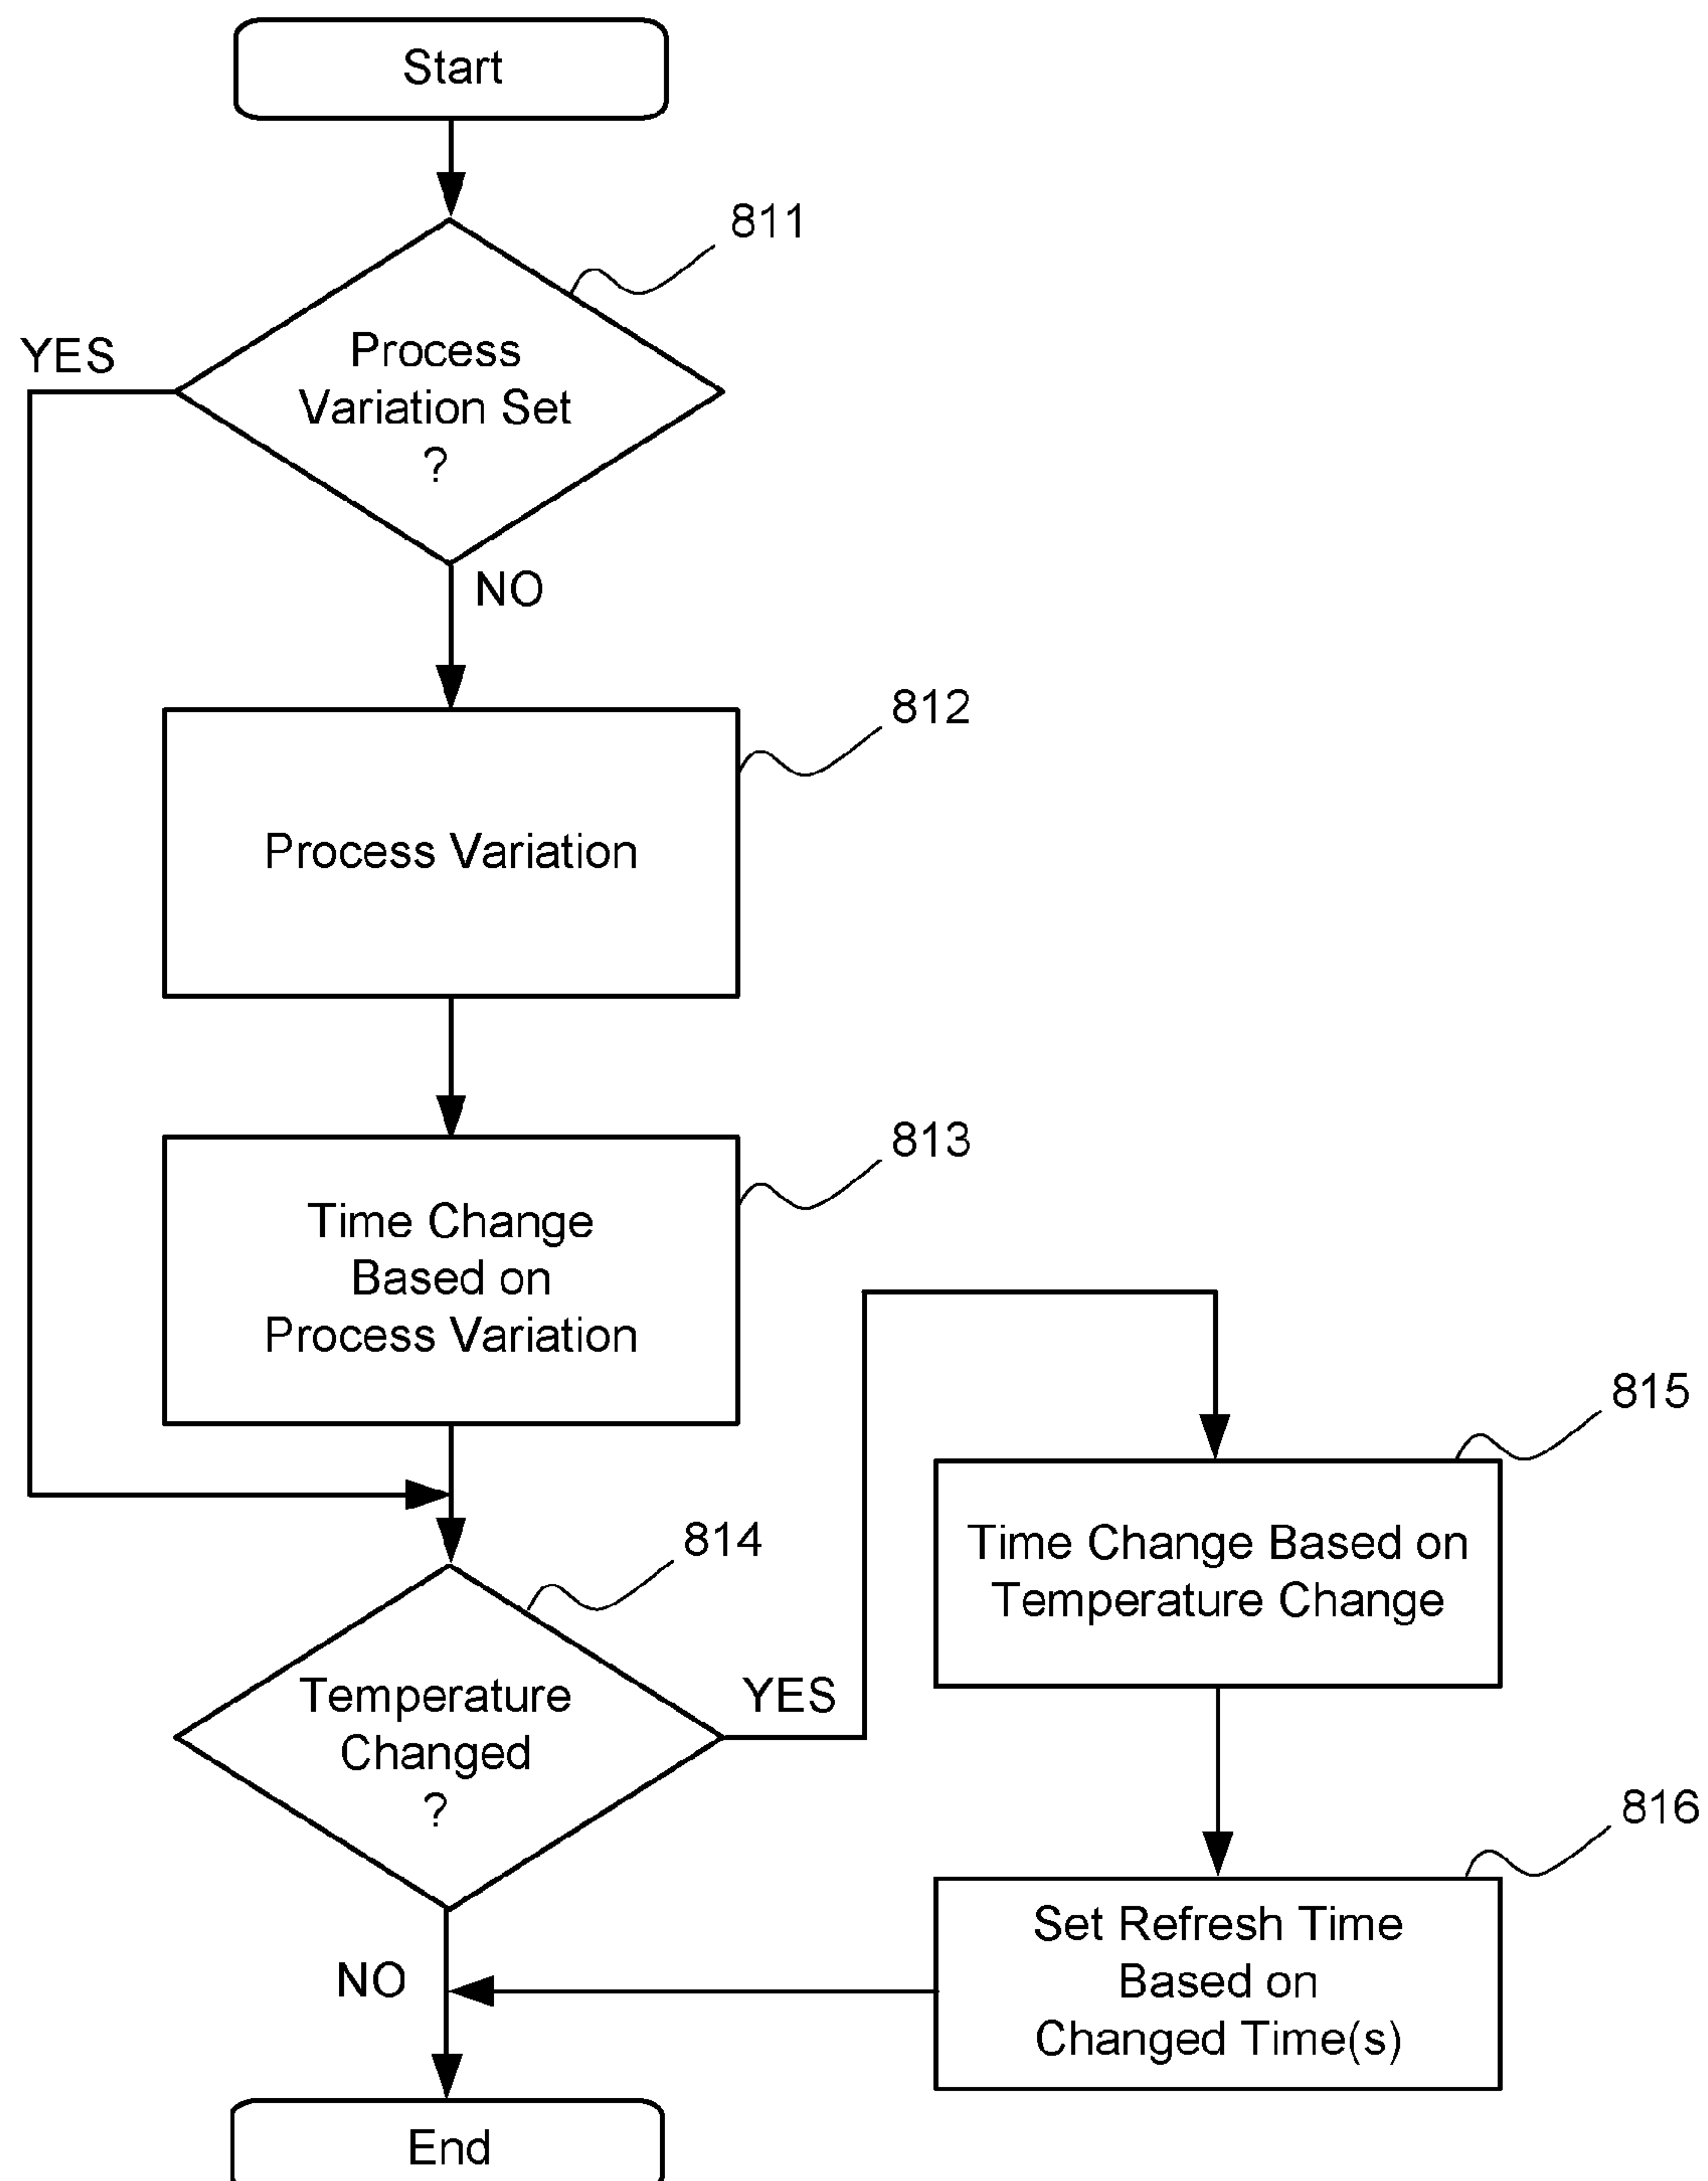 Start
811
YES
Process
Variation Set
?
NO
812
Process Variation
813
Time Change
Based on
Process Variation
814
Temperature
Changed
?
YES
NO
815
Time Change Based on
Temperature Change
816
Set Refresh Time
Based on
Changed Time(s)
End